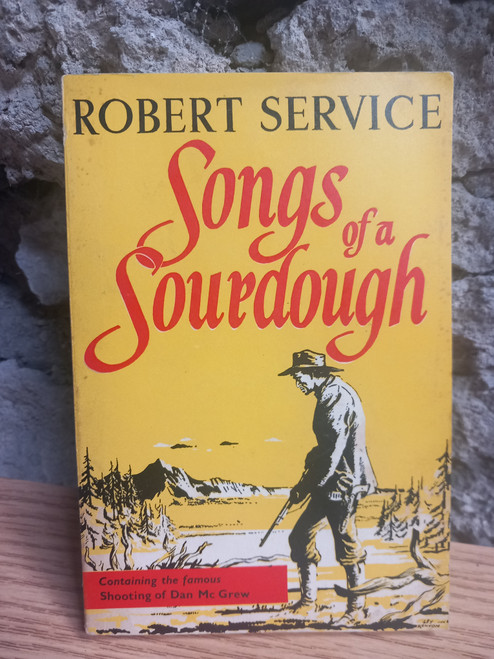 ROBERT SERVICE
Songs
of a
Sourdough
Containing the famous
Shooting of Dan Mc Grew